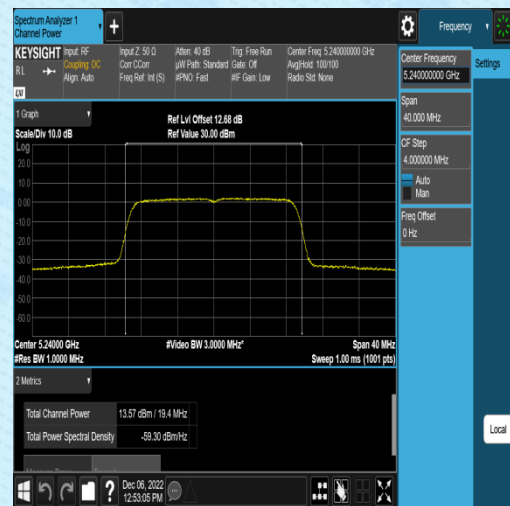 Spectrum Analyzer 1
Channel Power
Frequency
KEYSIGHT
Input: RF
Coupling: DC
Align: Auto
Input Z: 50 Ω
Corr CCorr
Freq Ref: Int (S)
Atten: 40 dB
µW Path: Standard
#PNO: Fast
Trig: Free Run
Gate: Off
#IF Gain: Low
Center Freq: 5.240000000 GHz
Avg|Hold: 100/100
Radio Std: None
RL
LXI
Center Frequency
5.240000000 GHz
Settings
Span
40.000 MHz
CF Step
4.000000 MHz
Auto
Man
Freq Offset
0 Hz
1 Graph
Scale/Div 10.0 dB
Ref Lvl Offset 12.68 dB
Ref Value 30.00 dBm
Log
20.0
10.0
0.00
-10.0
-20.0
-30.0
-40.0
-50.0
-60.0
Center 5.24000 GHz
#Res BW 1.0000 MHz
#Video BW 3.0000 MHz*
Span 40 MHz
Sweep 1.00 ms (1001 pts)
2 Metrics
Total Channel Power 13.57 dBm / 19.4 MHz
Total Power Spectral Density -59.30 dBm/Hz
Local
?
Dec 06, 2022
12:53:05 PM